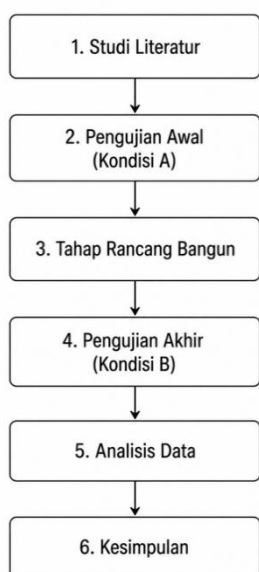 1. Studi Literatur
2. Pengujian Awal
(Kondisi A)
3. Tahap Rancang Bangun
4. Pengujian Akhir
(Kondisi B)
5. Analisis Data
6. Kesimpulan